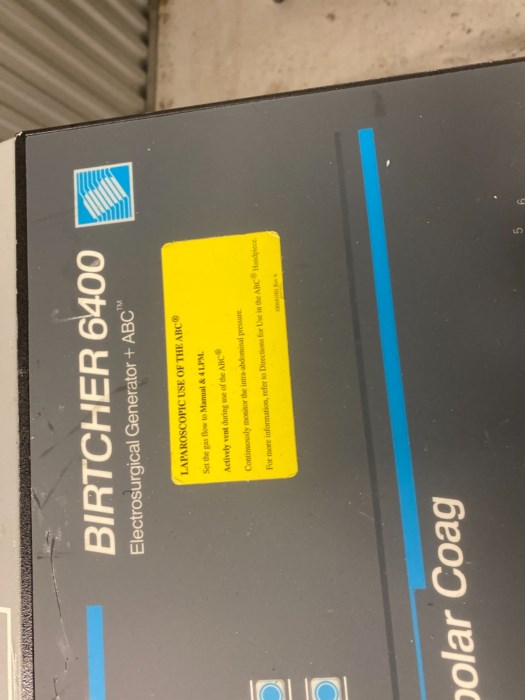 BIRTCHER 6400
Electrosurgical Generator + ABC™
LAPAROSCOPIC USE OF THE ABC®
Set the gas flow to Manual & 4 LPM.
Actively vent during use of the ABC®
Continuously monitor the intra-abdominal pressure.
For more information, refer to Directions for Use in the ABC® Handpiece.
olar Coag
5 6